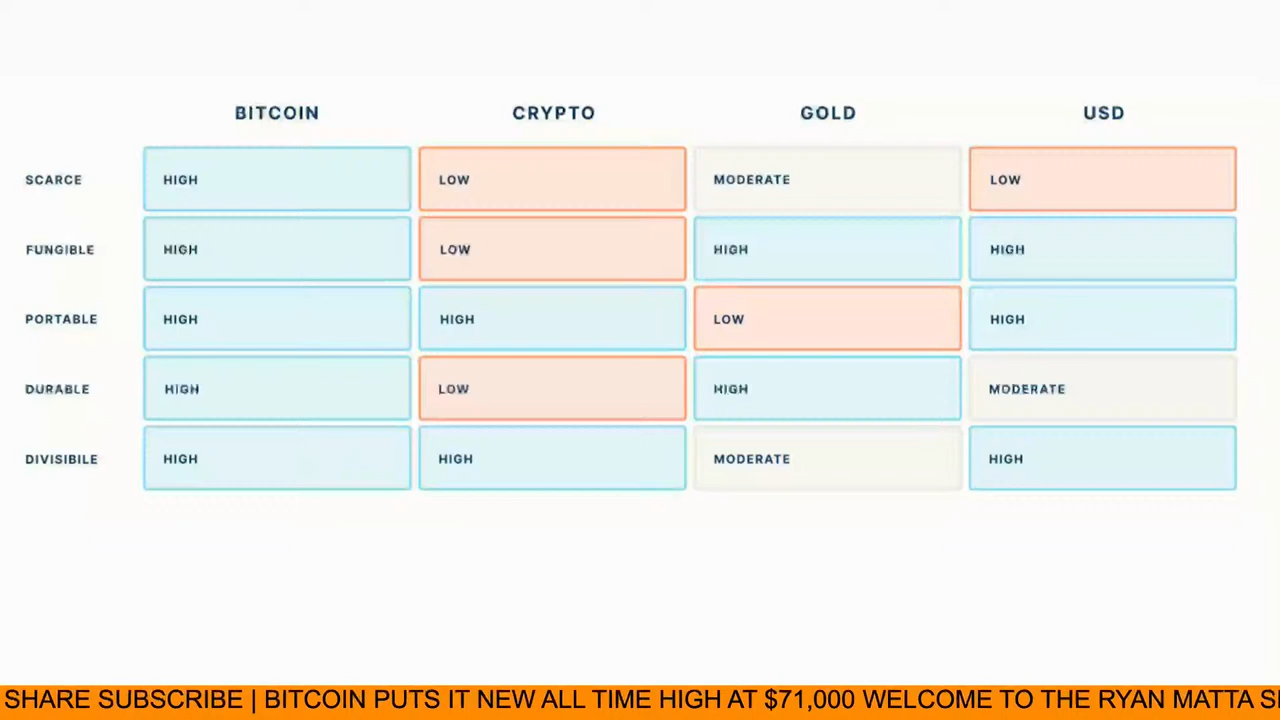 BITCOIN CRYPTO GOLD USD
SCARCE HIGH LOW MODERATE LOW
FUNGIBLE HIGH LOW HIGH HIGH
PORTABLE HIGH HIGH LOW HIGH
DURABLE HIGH LOW HIGH MODERATE
DIVISIBILE HIGH HIGH MODERATE HIGH
SHARE SUBSCRIBE | BITCOIN PUTS IT NEW ALL TIME HIGH AT $71,000 WELCOME TO THE RYAN MATTA